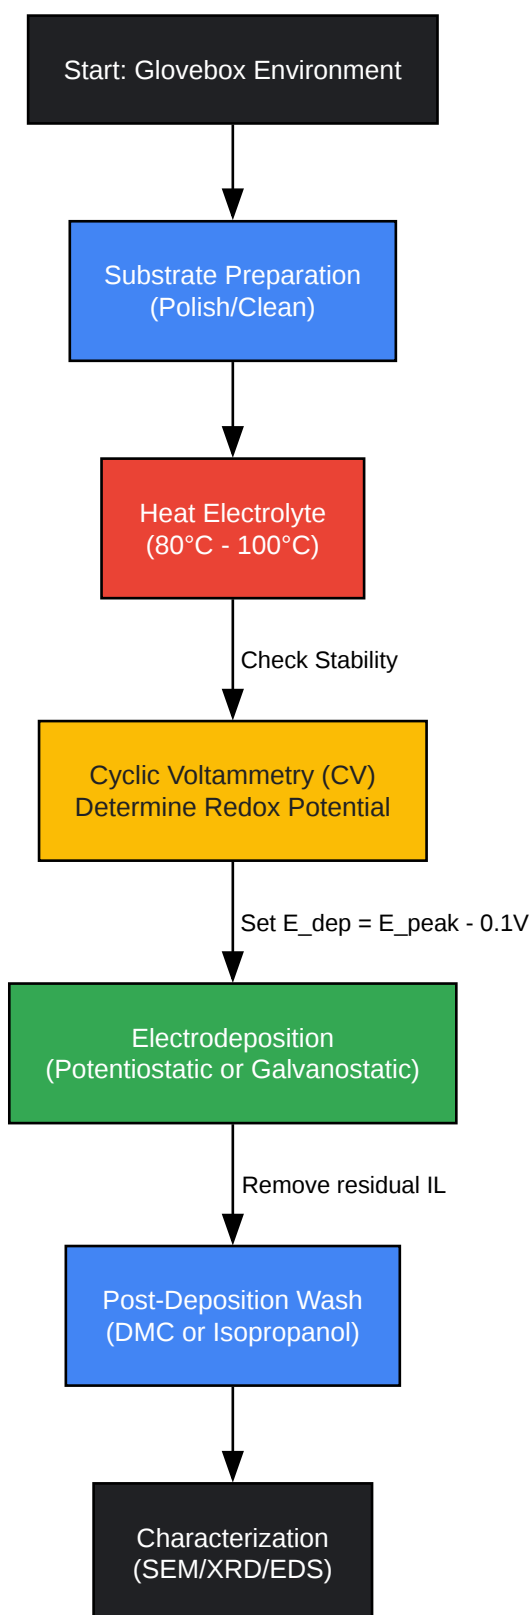 Start: Glovebox Environment
Substrate Preparation
(Polish/Clean)
Heat Electrolyte
(80°C - 100°C)
Check Stability
Cyclic Voltammetry (CV)
Determine Redox Potential
Set E_dep = E_peak - 0.1V
Electrodeposition
(Potentiostatic or Galvanostatic)
Remove residual IL
Post-Deposition Wash
(DMC or Isopropanol)
Characterization
(SEM/XRD/EDS)